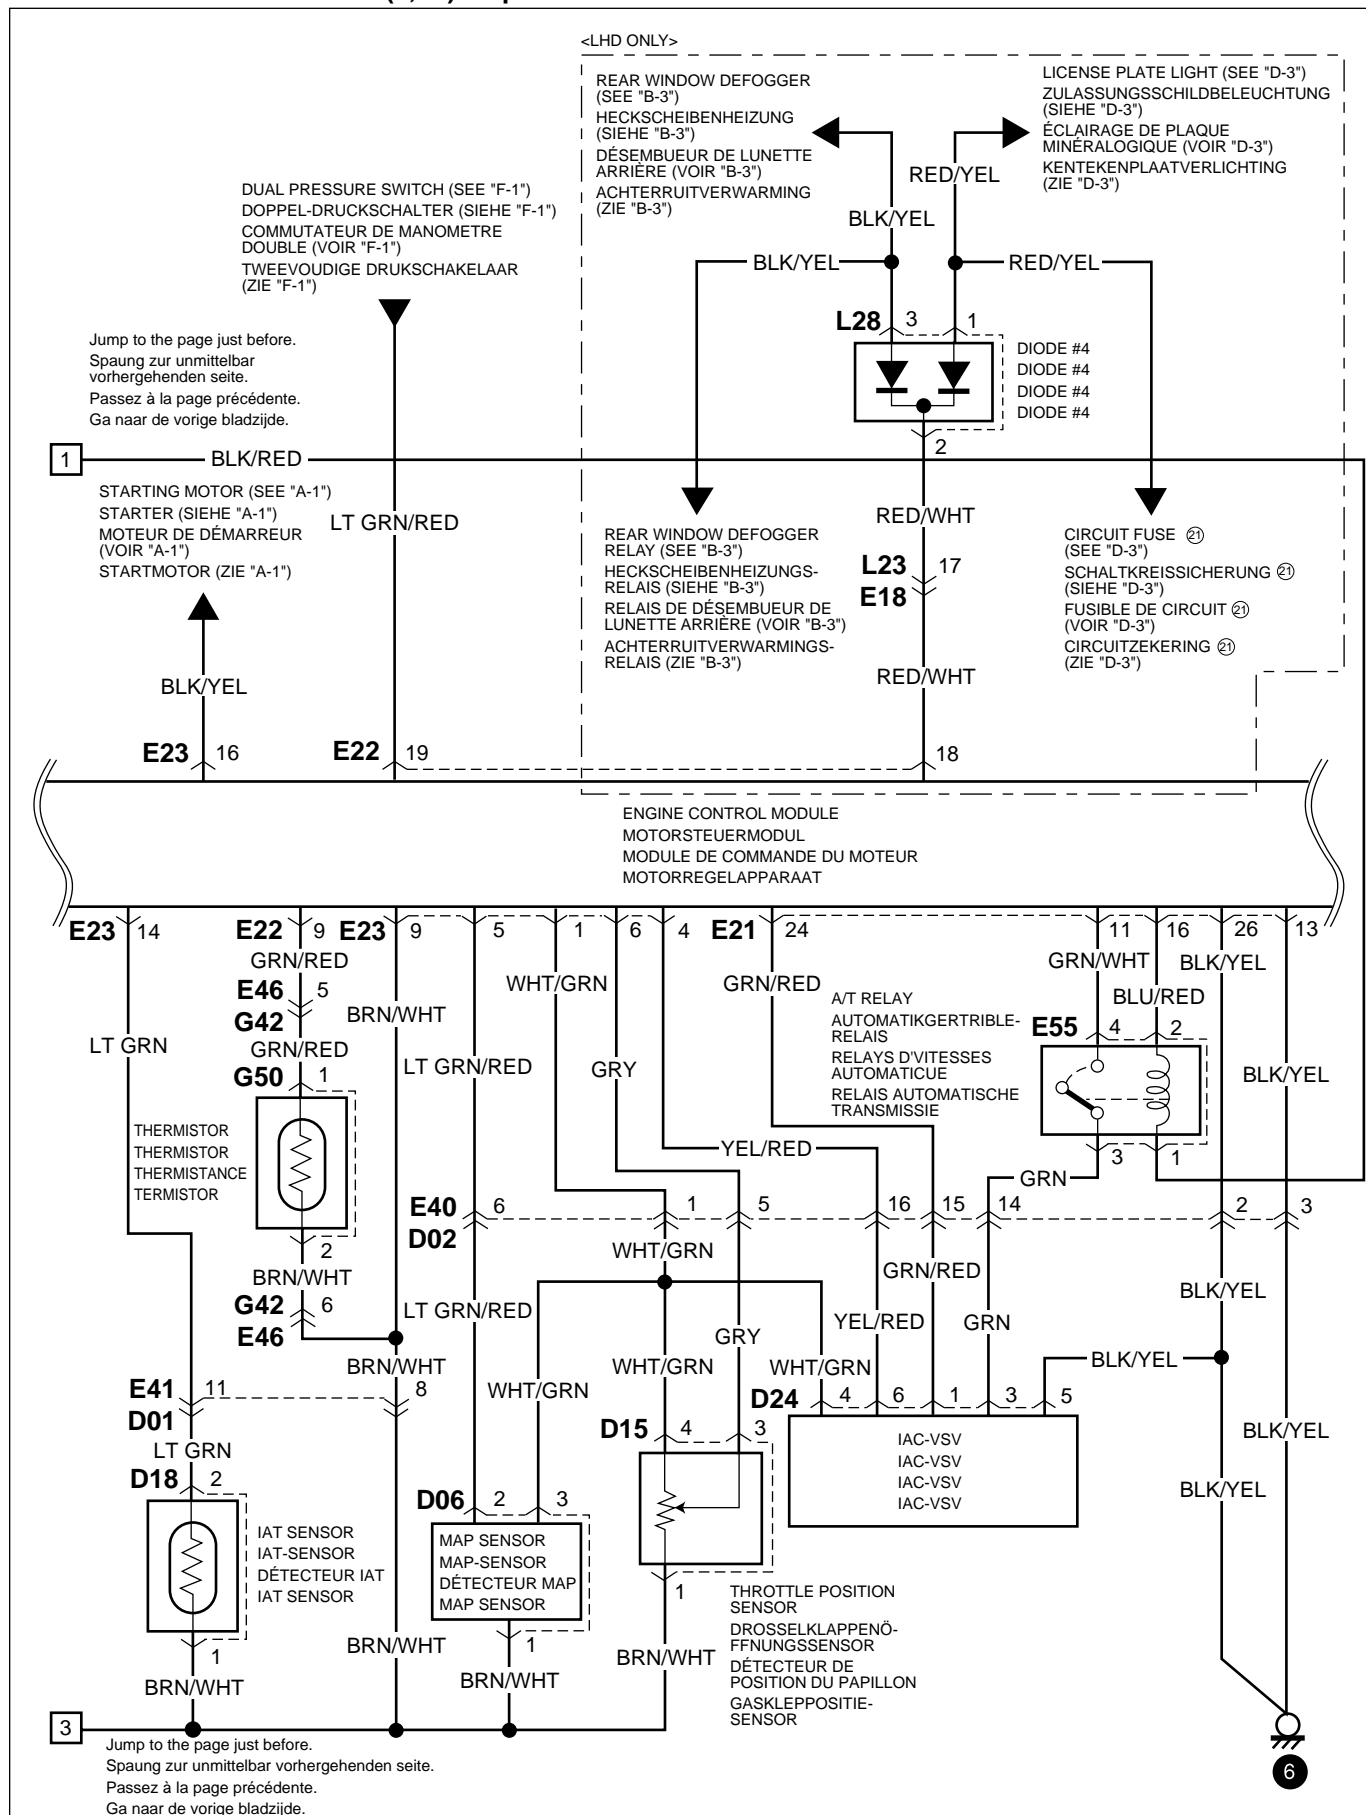 <LHD ONLY>
REAR WINDOW DEFOGGER
(SEE "B-3")
HECKSCHEIBENHEIZUNG
(SIEHE "B-3")
DÉSEMBUEUR DE LUNETTE
ARRIÈRE (VOIR "B-3")
ACHTERRUITVERWARMING
(ZIE "B-3")
LICENSE PLATE LIGHT (SEE "D-3")
ZULASSUNGSSCHILDBELEUCHTUNG
(SIEHE "D-3")
ÉCLAIRAGE DE PLAQUE
MINÉRALOGIQUE (VOIR "D-3")
KENTEKENPLAATVERLICHTING
(ZIE "D-3")
RED/YEL
BLK/YEL
DUAL PRESSURE SWITCH (SEE "F-1")
DOPPEL-DRUCKSCHALTER (SIEHE "F-1")
COMMUTATEUR DE MANOMETRE
DOUBLE (VOIR "F-1")
TWEEVOUDIGE DRUKSCHAKELAAR
(ZIE "F-1")
BLK/YEL
RED/YEL
L28 3 1
DIODE #4
DIODE #4
DIODE #4
DIODE #4
2
Jump to the page just before.
Spaung zur unmittelbar
vorhergehenden seite.
Passez à la page précédente.
Ga naar de vorige bladzijde.
1 BLK/RED
STARTING MOTOR (SEE "A-1")
STARTER (SIEHE "A-1")
MOTEUR DE DÉMARREUR
(VOIR "A-1")
STARTMOTOR (ZIE "A-1")
LT GRN/RED
RED/WHT
REAR WINDOW DEFOGGER
RELAY (SEE "B-3")
HECKSCHEIBENHEIZUNGS-
RELAIS (SIEHE "B-3")
RELAIS DE DÉSEMBUEUR DE
LUNETTE ARRIÈRE (VOIR "B-3")
ACHTERRUITVERWARMINGS-
RELAIS (ZIE "B-3")
L23 17
E18
CIRCUIT FUSE ㉑
(SEE "D-3")
SCHALTKREISSICHERUNG ㉑
(SIEHE "D-3")
FUSIBLE DE CIRCUIT ㉑
(VOIR "D-3")
CIRCUITZEKERING ㉑
(ZIE "D-3")
BLK/YEL
RED/WHT
E23 16 E22 19 18
ENGINE CONTROL MODULE
MOTORSTEUERMODUL
MODULE DE COMMANDE DU MOTEUR
MOTORREGELAPPARAAT
E23 14 E22 9 E23 9 5 1 6 4 E21 24 11 16 26 13
GRN/RED
GRN/WHT BLK/YEL
WHT/GRN GRN/RED
E46 5
G42
BLU/RED
BRN/WHT
A/T RELAY
AUTOMATIKGERTRIBLE-
RELAIS
RELAYS D'VITESSES
AUTOMATICUE
RELAIS AUTOMATISCHE
TRANSMISSIE
E55 4 2
LT GRN GRN/RED
LT GRN/RED GRY
BLK/YEL
G50 1
THERMISTOR
THERMISTOR
THERMISTANCE
TERMISTOR
YEL/RED
3 1
GRN
E40 6 1 5 16 15 14 2 3
D02
2
WHT/GRN
BRN/WHT
GRN/RED
BLK/YEL
G42 6
E46
LT GRN/RED
YEL/RED GRN
GRY
BRN/WHT WHT/GRN WHT/GRN BLK/YEL
E41 11 8
D01
WHT/GRN
D24 4 6 1 3 5
D15 4 3
BLK/YEL
LT GRN
IAC-VSV
IAC-VSV
IAC-VSV
IAC-VSV
D18 2
BLK/YEL
D06 2 3
IAT SENSOR
IAT-SENSOR
DÉTECTEUR IAT
IAT SENSOR
MAP SENSOR
MAP-SENSOR
DÉTECTEUR MAP
MAP SENSOR
1
THROTTLE POSITION
SENSOR
DROSSELKLAPPENÖ-
FFNUNGSSENSOR
DÉTECTEUR DE
POSITION DU PAPILLON
GASKLEPPOSITIE-
SENSOR
1 BRN/WHT 1 BRN/WHT
BRN/WHT BRN/WHT
3
Jump to the page just before.
Spaung zur unmittelbar vorhergehenden seite.
Passez à la page précédente.
Ga naar de vorige bladzijde.
6